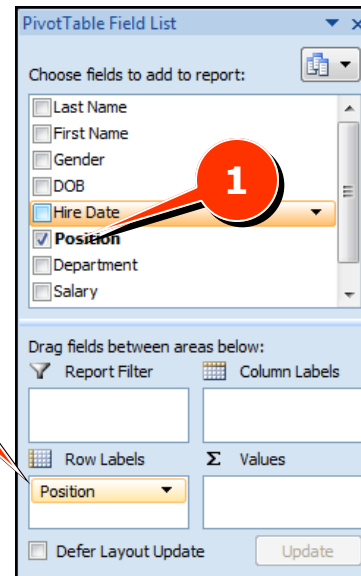 PivotTable Field List
Choose fields to add to report:
Last Name
First Name
Gender
DOB
1
Hire Date
Position
Department
Salary
Drag fields between areas below:
Report Filter Column Labels
Row Labels Σ Values
Position
Defer Layout Update Update